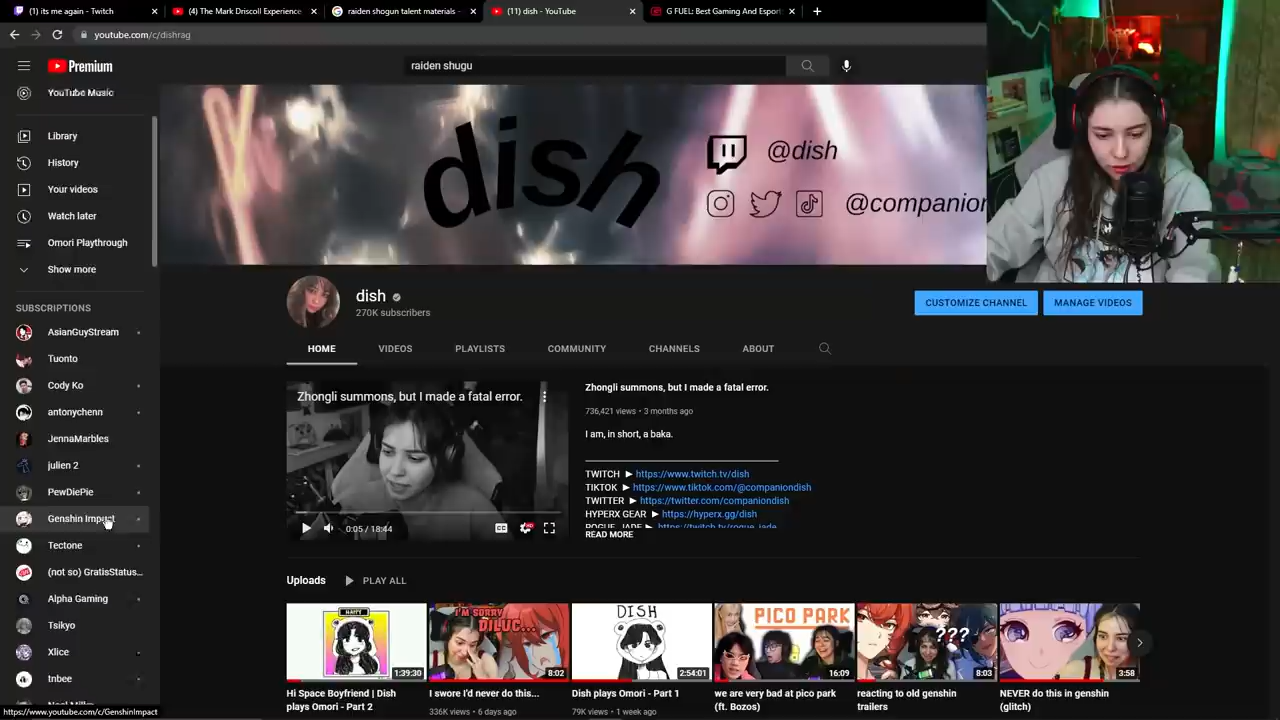 (1) its me again - Twitch
(4) The Mark Driscoll Experience
raiden shogun talent materials -
(11) dish - YouTube
G FUEL: Best Gaming And Esport
youtube.com/c/dishrag
Premium
raiden shugu
YouTube Music
Library
History
Your videos
Watch later
Omori Playthrough
Show more
SUBSCRIPTIONS
AsianGuyStream
Tuonto
Cody Ko
antonychenn
JennaMarbles
julien 2
PewDiePie
Genshin Impact
Tectone
(not so) GratisStatus...
Alpha Gaming
Tsikyo
Xlice
tnbee
https://www.youtube.com/c/GenshinImpact
dish
@dish
@companion
dish
270K subscribers
CUSTOMIZE CHANNEL
MANAGE VIDEOS
HOME
VIDEOS
PLAYLISTS
COMMUNITY
CHANNELS
ABOUT
Zhongli summons, but I made a fatal error.
0:05 / 18:44
Zhongli summons, but I made a fatal error.
736,421 views • 3 months ago
I am, in short, a baka.
TWITCH ► https://www.twitch.tv/dish
TIKTOK ► https://www.tiktok.com/@companiondish
TWITTER ► https://twitter.com/companiondish
HYPERX GEAR ► https://hyperx.gg/dish
ROGUE JADE ► https://twitch.tv/rogue_jade
READ MORE
Uploads
PLAY ALL
HAPPY
1:39:30
Hi Space Boyfriend | Dish
plays Omori - Part 2
I'M SORRY
DILUC...
8:02
I swore I'd never do this...
336K views • 6 days ago
DISH
2:54:01
Dish plays Omori - Part 1
79K views • 1 week ago
PICO PARK
16:09
we are very bad at pico park
(ft. Bozos)
???
8:03
reacting to old genshin
trailers
3:58
NEVER do this in genshin
(glitch)